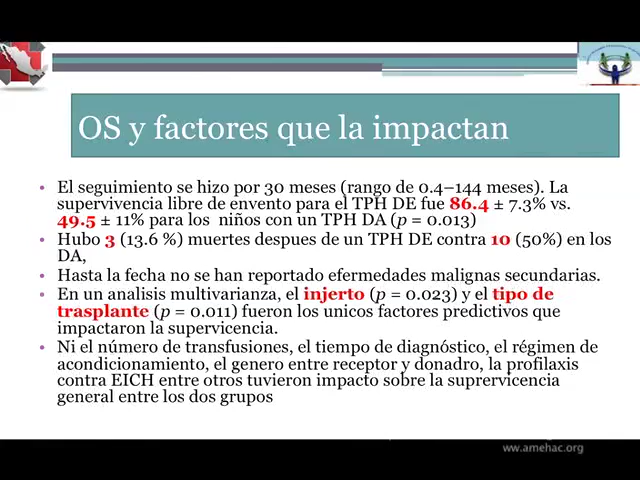 OS y factores que la impactan
• El seguimiento se hizo por 30 meses (rango de 0.4–144 meses). La
supervivencia libre de envento para el TPH DE fue 86.4 ± 7.3% vs.
49.5 ± 11% para los niños con un TPH DA (p = 0.013)
• Hubo 3 (13.6 %) muertes despues de un TPH DE contra 10 (50%) en los
DA,
• Hasta la fecha no se han reportado efermedades malignas secundarias.
• En un analisis multivarianza, el injerto (p = 0.023) y el tipo de
trasplante (p = 0.011) fueron los unicos factores predictivos que
impactaron la supervicencia.
• Ni el número de transfusiones, el tiempo de diagnóstico, el régimen de
acondicionamiento, el genero entre receptor y donadro, la profilaxis
contra EICH entre otros tuvieron impacto sobre la suprervicencia
general entre los dos grupos
ww.amehac.org